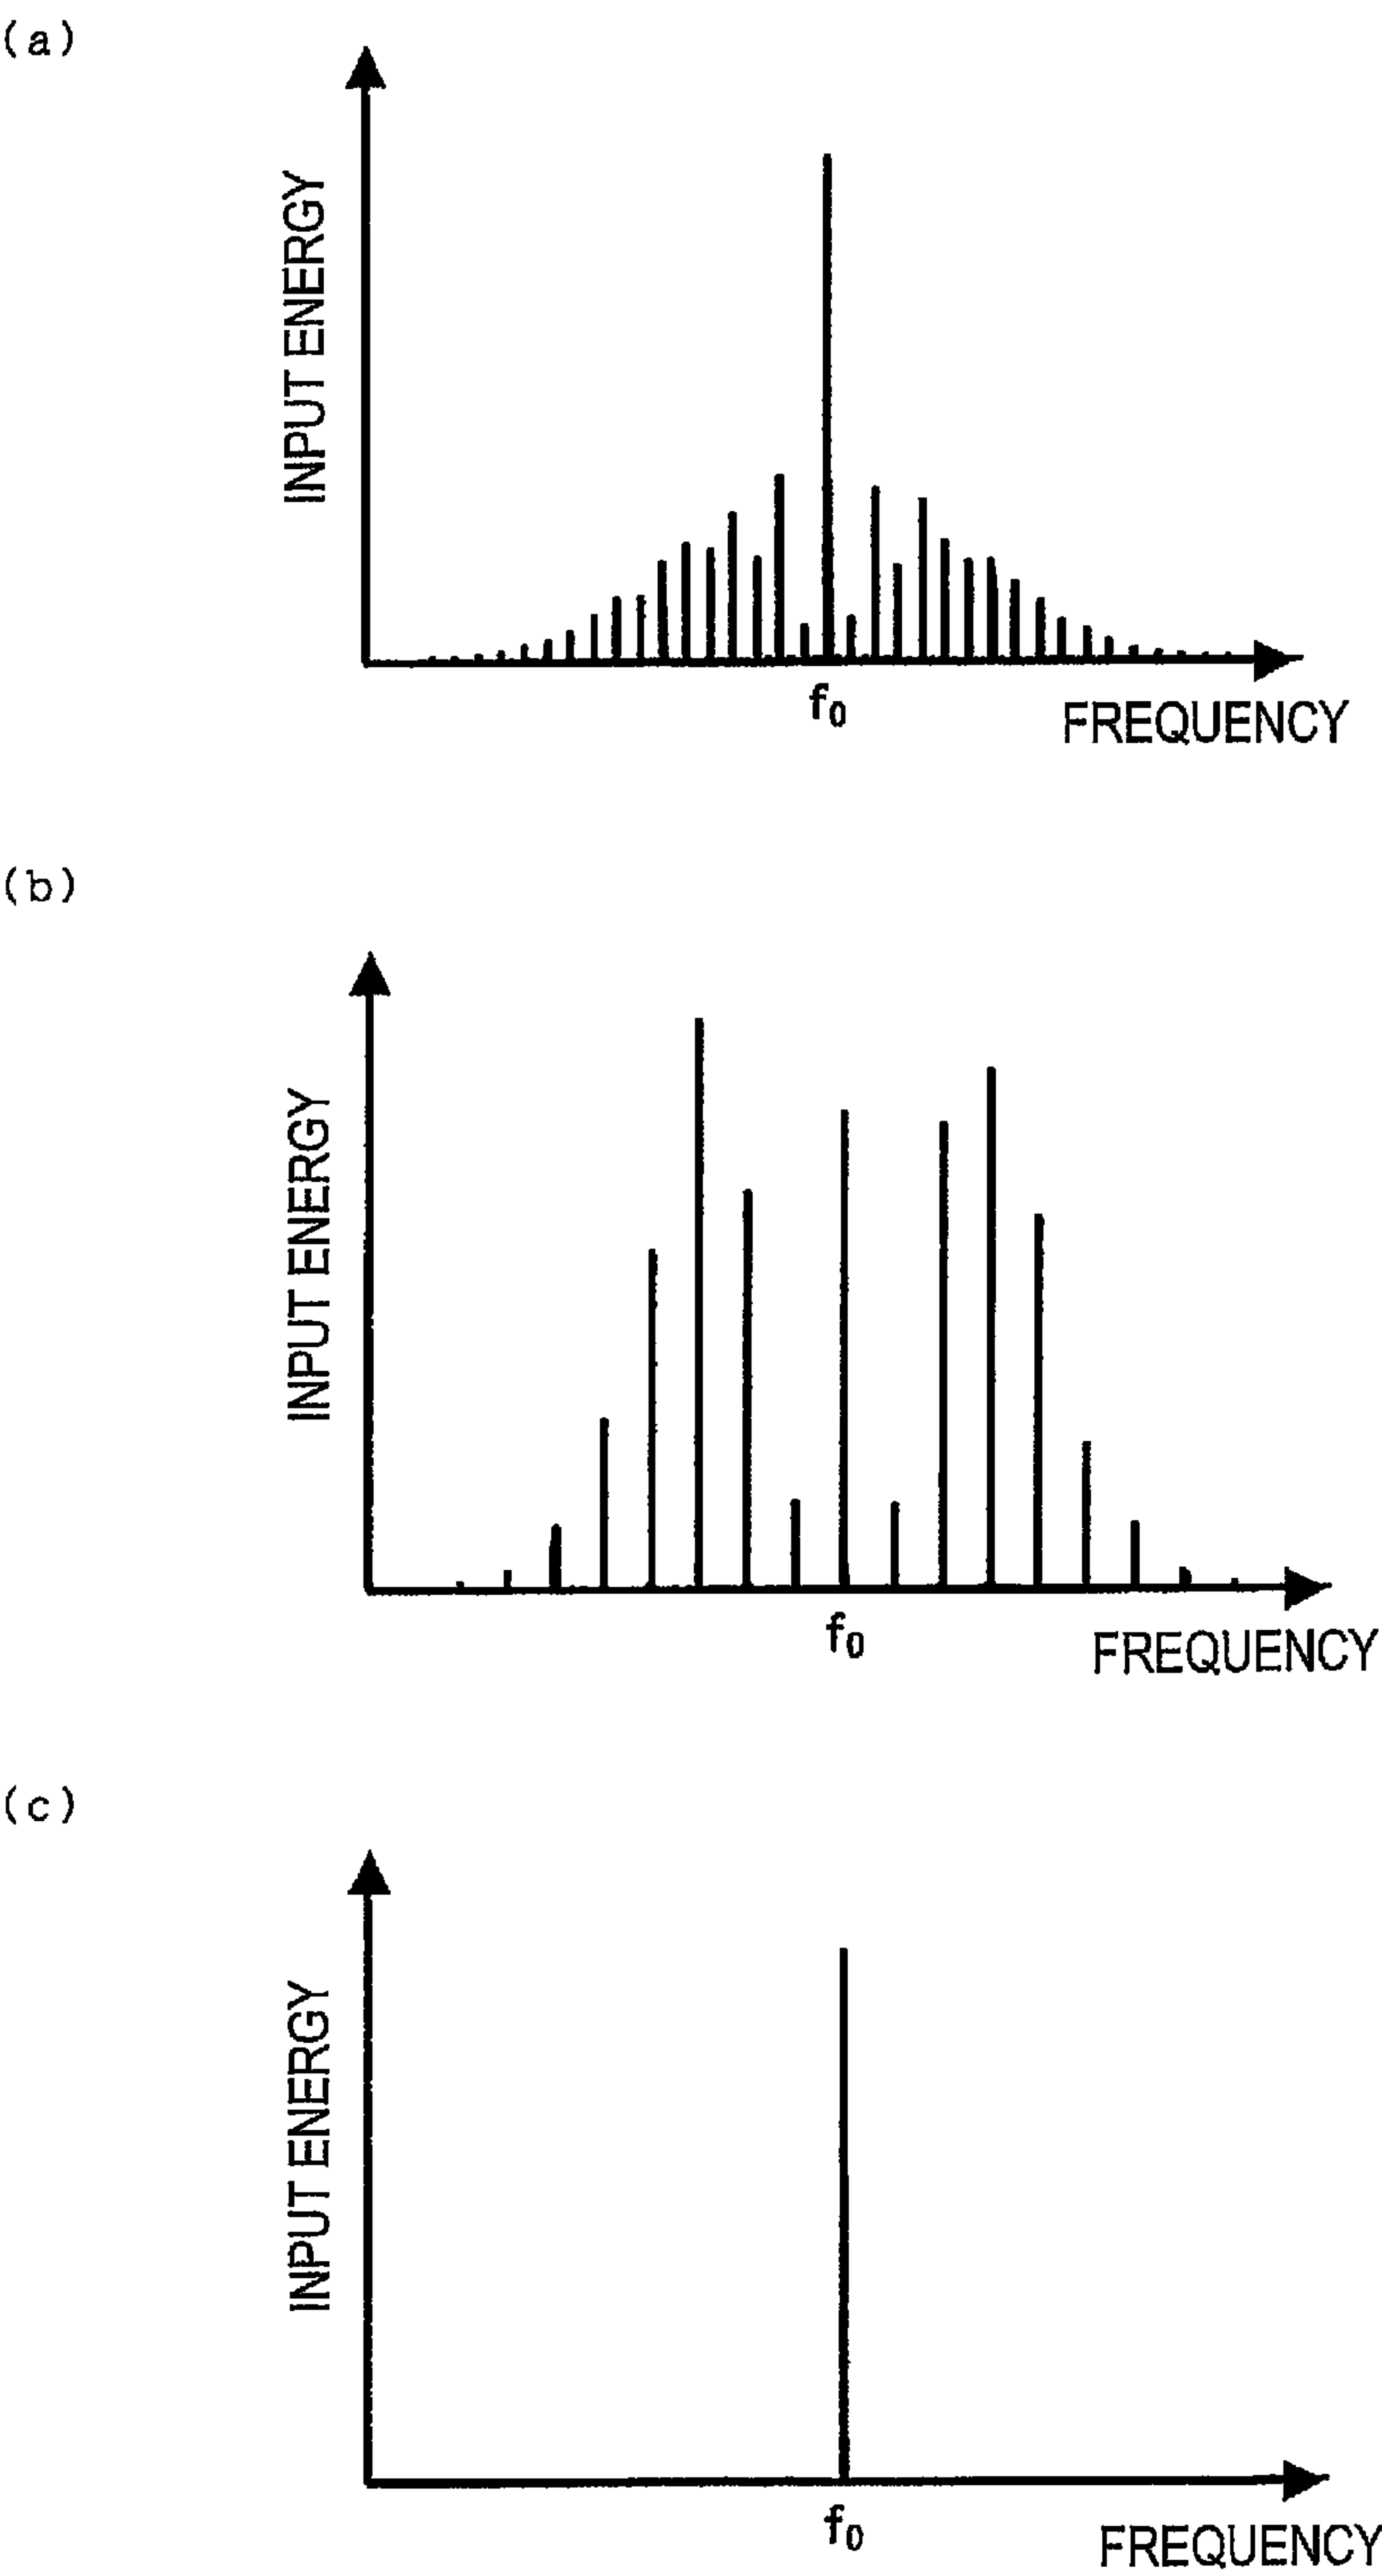 (a)
INPUT ENERGY
f0
FREQUENCY
(b)
INPUT ENERGY
f0
FREQUENCY
(c)
INPUT ENERGY
f0
FREQUENCY